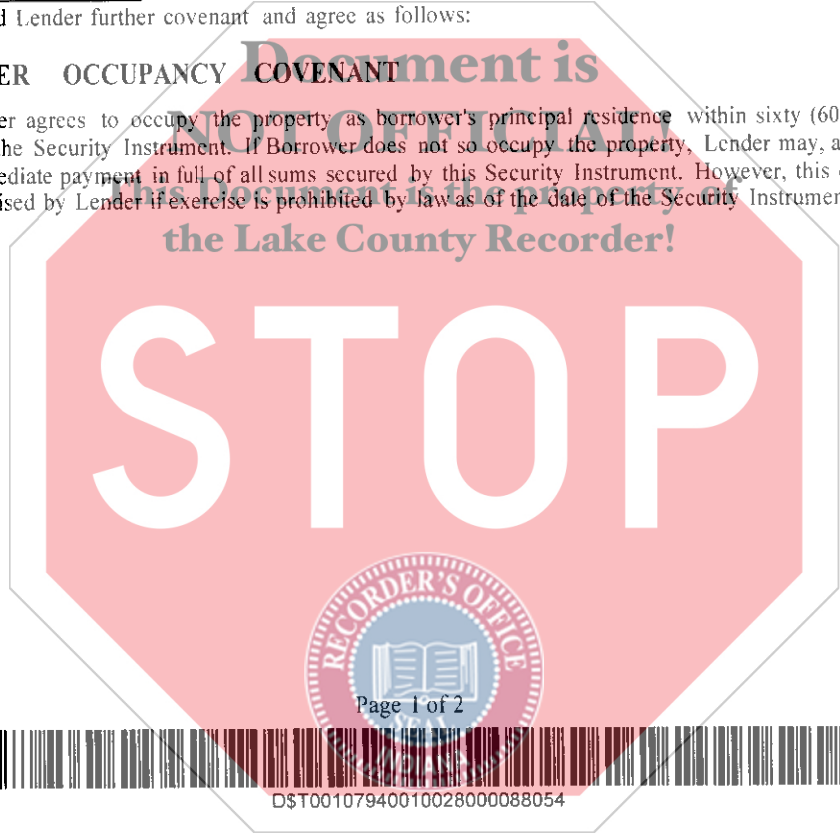 d Lender further covenant and agree as follows:
Document is
ER OCCUPANCY COVENANT
er agrees to occupy the property as borrower's principal residence within sixty (60
NOT OFFICIAL!
he Security Instrument. If Borrower does not so occupy the property, Lender may, a
ediate payment in full of all sums secured by this Security Instrument. However, this
This Document is the property of
ised by Lender if exercise is prohibited by law as of the date of the Security Instrumen
the Lake County Recorder!
STOP
RECORDER'S OFFICE
Page 1 of 2
SEAL
INDIANA
D$T00107940010028000088054